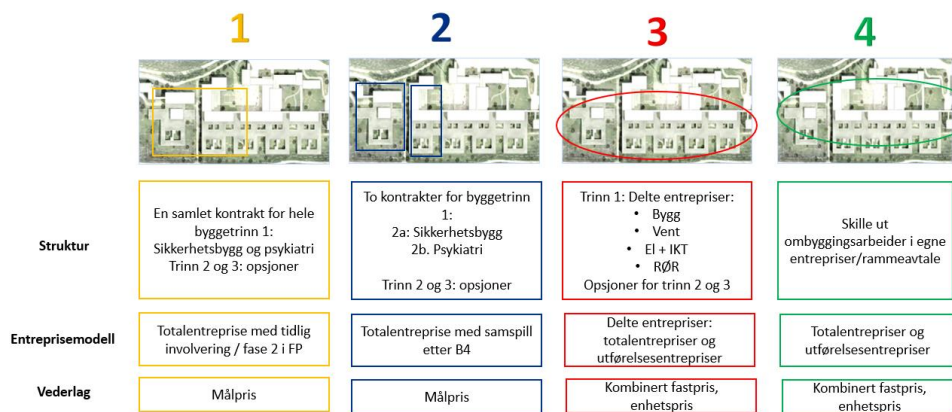 1
2
3
4
Struktur
En samlet kontrakt for hele
byggetrinn 1:
Sikkerhetsbygg og psykiatri
Trinn 2 og 3: opsjoner
To kontrakter for byggetrinn
1:
2a: Sikkerhetsbygg
2b. Psykiatri
Trinn 2 og 3: opsjoner
Trinn 1: Delte entrepriser:
• Bygg
• Vent
• El + IKT
• RØR
Opsjoner for trinn 2 og 3
Skille ut
ombyggingsarbeider i egne
entrepriser/rammeavtale
Entreprisemodell
Totalentreprise med tidlig
involvering / fase 2 i FP
Totalentreprise med samspill
etter B4
Delte entrepriser:
totalentrepriser og
utførelsesentrepriser
Totalentrepriser og
utførelsesentrepriser
Vederlag
Målpris
Målpris
Kombinert fastpris,
enhetspris
Kombinert fastpris,
enhetspris